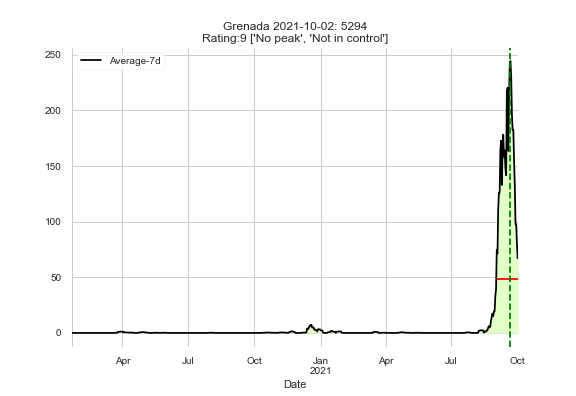 Grenada 2021-10-02: 5294
Rating:9 ['No peak', 'Not in control']
Average-7d
250
200
150
100
50
0
Apr
Jul
Oct
Jan
2021
Apr
Jul
Oct
Date